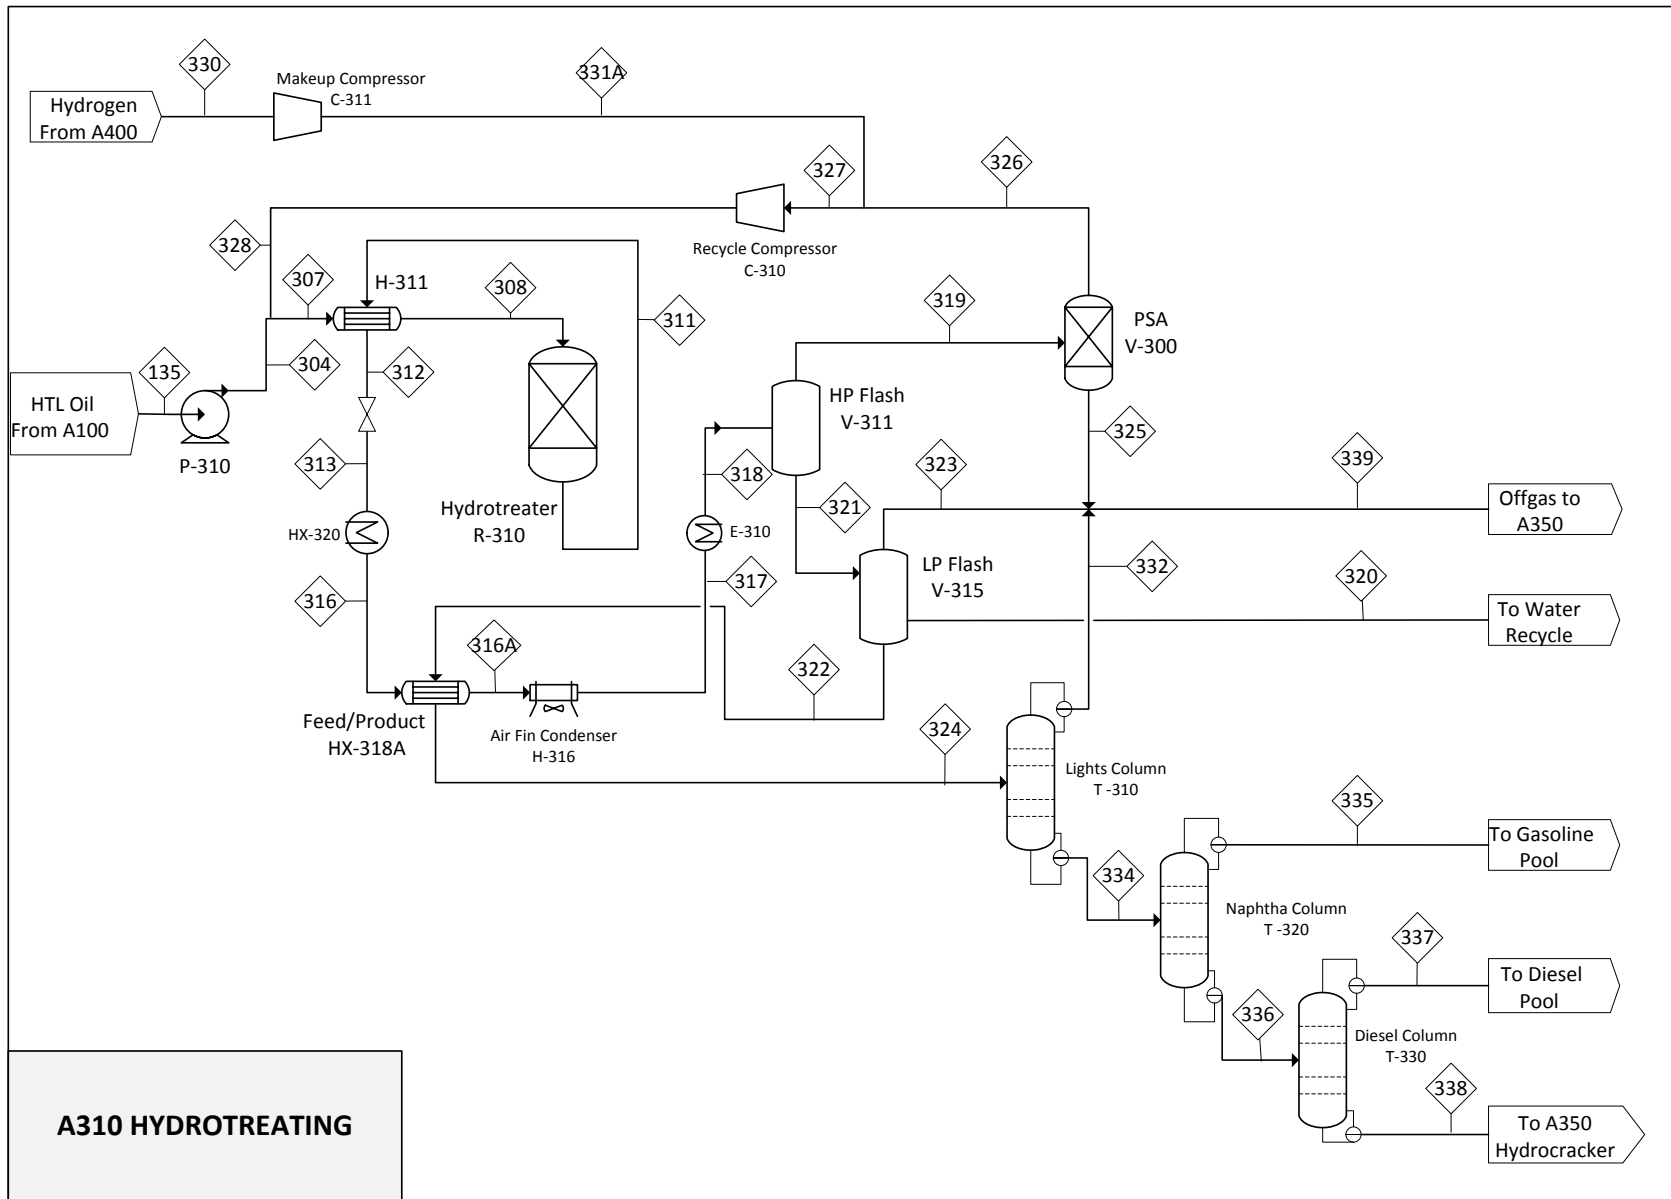 330
Makeup Compressor
C-311
331A
Hydrogen
From A400
327
326
328
Recycle Compressor
C-310
307
H-311
308
311
319
PSA
V-300
135
304
312
HTL Oil
From A100
P-310
HP Flash
V-311
325
313
318
321
323
339
Offgas to
A350
Hydrotreater
R-310
HX-320
E-310
LP Flash
V-315
332
320
316
317
To Water
Recycle
316A
322
Feed/Product
HX-318A
Air Fin Condenser
H-316
324
Lights Column
T -310
335
To Gasoline
Pool
334
Naphtha Column
T -320
337
To Diesel
Pool
336
Diesel Column
T-330
338
To A350
Hydrocracker
A310 HYDROTREATING